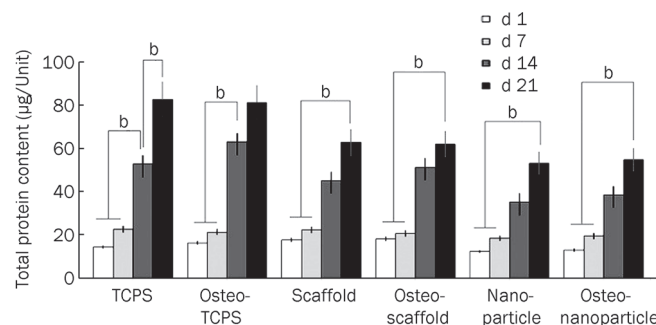 d 1
d 7
d 14
d 21
Total protein content (μg/Unit)
100
80
60
40
20
0
b
b
b
b
b
b
b
TCPS
Osteo-
TCPS
Scaffold
Osteo-
scaffold
Nano-
particle
Osteo-
nanoparticle